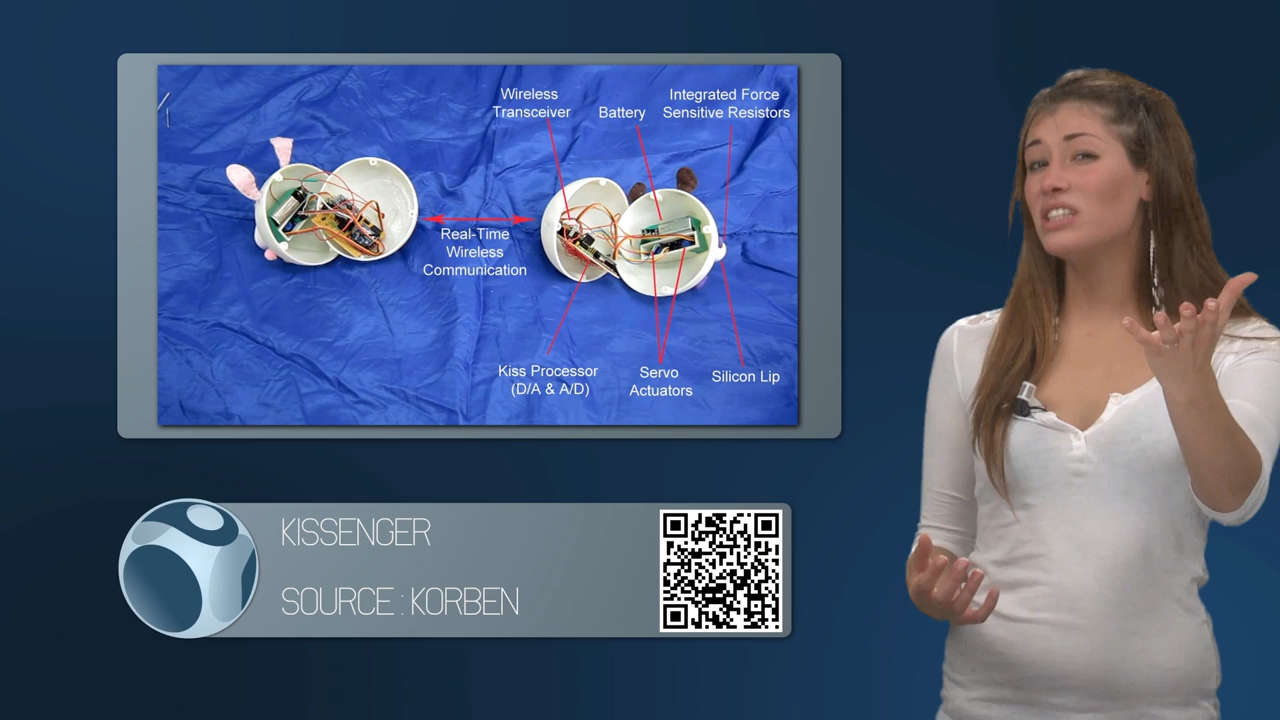 Wireless
Transceiver
Battery
Integrated Force
Sensitive Resistors
Real-Time
Wireless
Communication
Kiss Processor
(D/A & A/D)
Servo
Actuators
Silicon Lip
KISSENGER
SOURCE : KORBEN